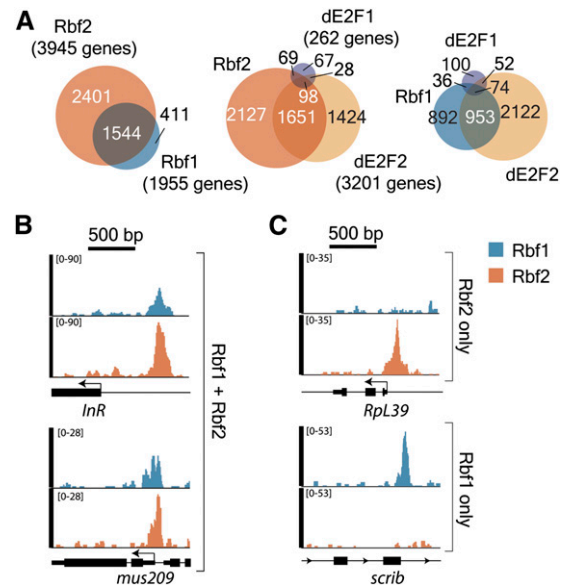 A
Rbf2
(3945 genes)
2401
1544
411
Rbf1
(1955 genes)
dE2F1
(262 genes)
Rbf2
69
67
28
98
2127
1651
1424
dE2F2
(3201 genes)
dE2F1
100
52
36
74
Rbf1
892
953
2122
dE2F2
B
500 bp
[0-90]
[0-90]
InR
[0-28]
[0-28]
mus209
Rbf1 + Rbf2
C
500 bp
Rbf1
Rbf2
[0-35]
[0-35]
RpL39
Rbf2 only
[0-53]
[0-53]
scrib
Rbf1 only